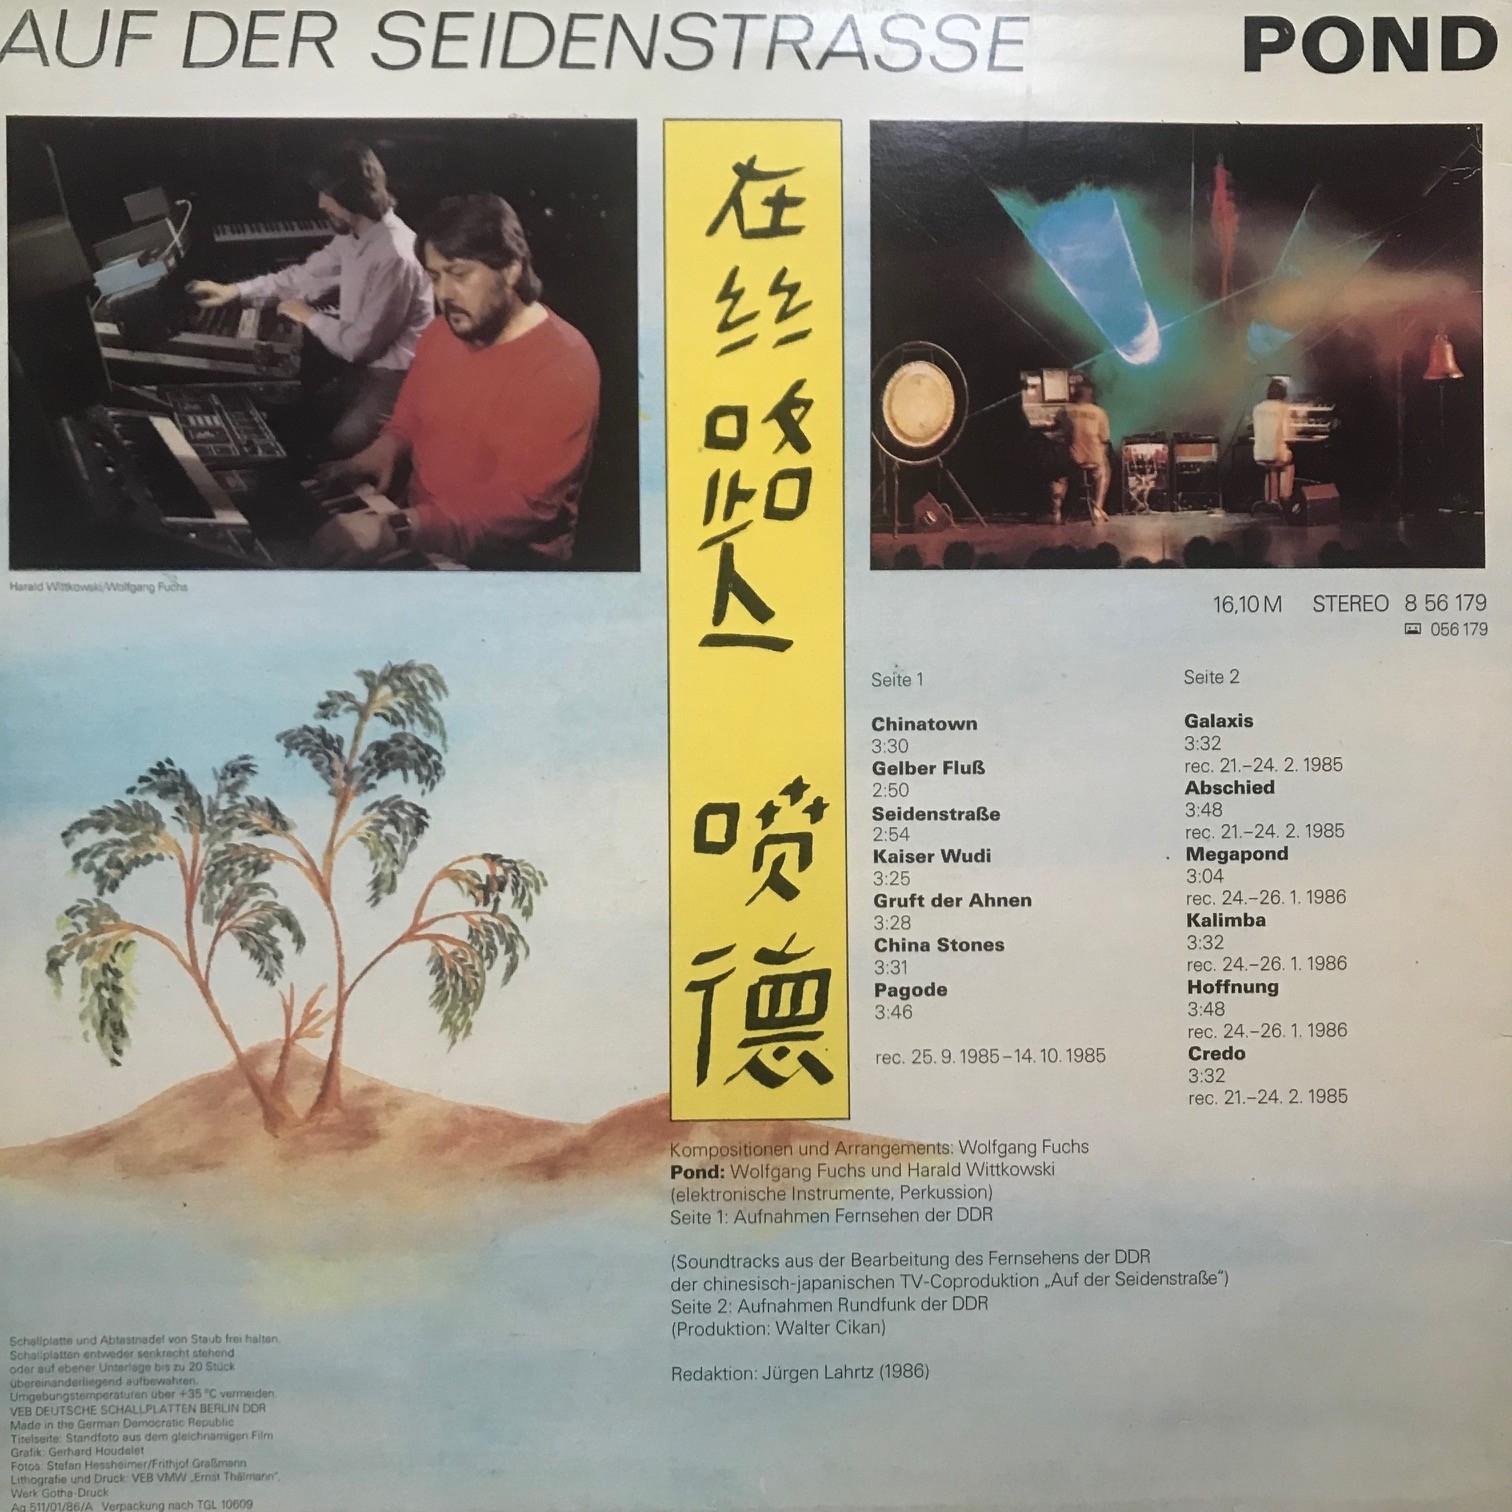 AUF DER SEIDENSTRASSE
POND
在
丝
路
上
喷
德
Harald Wittkowski/Wolfgang Fuchs
16,10 M STEREO 8 56 179
056 179
Seite 1
Chinatown
3:30
Gelber Fluß
2:50
Seidenstraße
2:54
Kaiser Wudi
3:25
Gruft der Ahnen
3:28
China Stones
3:31
Pagode
3:46
rec. 25. 9. 1985–14. 10. 1985
Seite 2
Galaxis
3:32
rec. 21.–24. 2. 1985
Abschied
3:48
rec. 21.–24. 2. 1985
Megapond
3:04
rec. 24.–26. 1. 1986
Kalimba
3:32
rec. 24.–26. 1. 1986
Hoffnung
3:48
rec. 24.–26. 1. 1986
Credo
3:32
rec. 21.–24. 2. 1985
Kompositionen und Arrangements: Wolfgang Fuchs
Pond: Wolfgang Fuchs und Harald Wittkowski
(elektronische Instrumente, Perkussion)
Seite 1: Aufnahmen Fernsehen der DDR
(Soundtracks aus der Bearbeitung des Fernsehens der DDR
der chinesisch-japanischen TV-Coproduktion „Auf der Seidenstraße")
Seite 2: Aufnahmen Rundfunk der DDR
(Produktion: Walter Cikan)
Redaktion: Jürgen Lahrtz (1986)
Schallplatte und Abtastnadel von Staub frei halten.
Schallplatten entweder senkrecht stehend
oder auf ebener Unterlage bis zu 20 Stück
übereinanderliegend aufbewahren.
Umgebungstemperaturen über +35 °C vermeiden.
VEB DEUTSCHE SCHALLPLATTEN BERLIN DDR
Made in the German Democratic Republic
Titelseite: Standfoto aus dem gleichnamigen Film
Grafik: Gerhard Houdelet
Fotos: Stefan Hessheimer/Frithjof Graßmann
Lithografie und Druck: VEB VMW „Ernst Thälmann",
Werk Gotha-Druck
Ag 511/01/86/A Verpackung nach TGL 10609